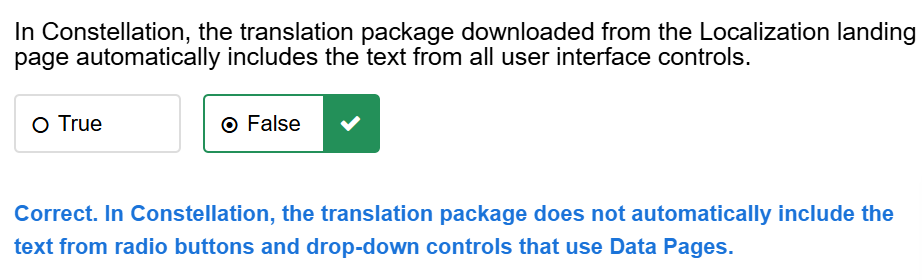 In Constellation, the translation package downloaded from the Localization landing
page automatically includes the text from all user interface controls.
True
False
Correct. In Constellation, the translation package does not automatically include the
text from radio buttons and drop-down controls that use Data Pages.